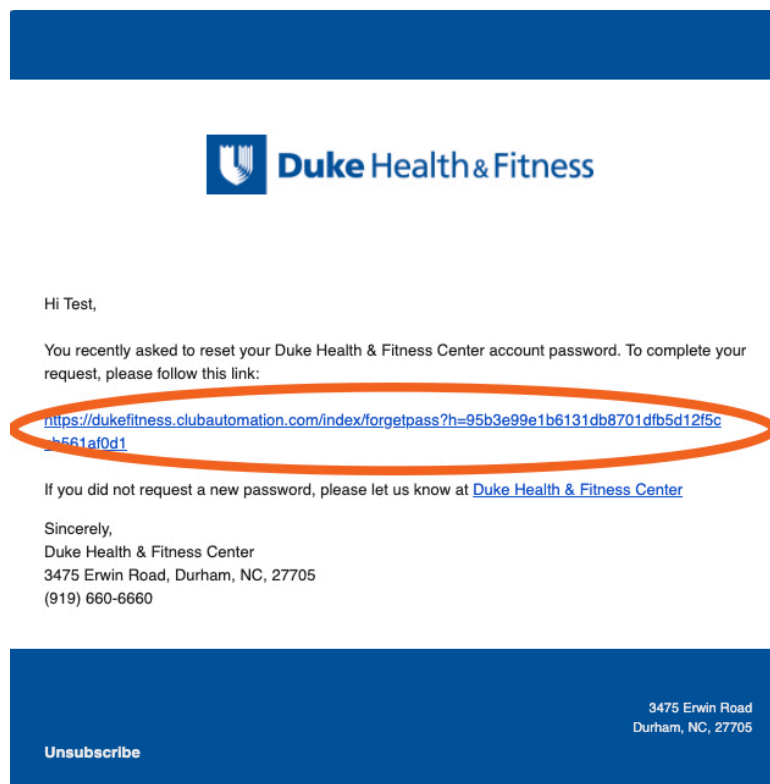 Duke Health & Fitness
Hi Test,
You recently asked to reset your Duke Health & Fitness Center account password. To complete your
request, please follow this link:
https://dukefitness.clubautomation.com/index/forgetpass?h=95b3e99e1b6131db8701dfb5d12f5c
b561af0d1
If you did not request a new password, please let us know at Duke Health & Fitness Center
Sincerely,
Duke Health & Fitness Center
3475 Erwin Road, Durham, NC, 27705
(919) 660-6660
3475 Erwin Road
Durham, NC, 27705
Unsubscribe